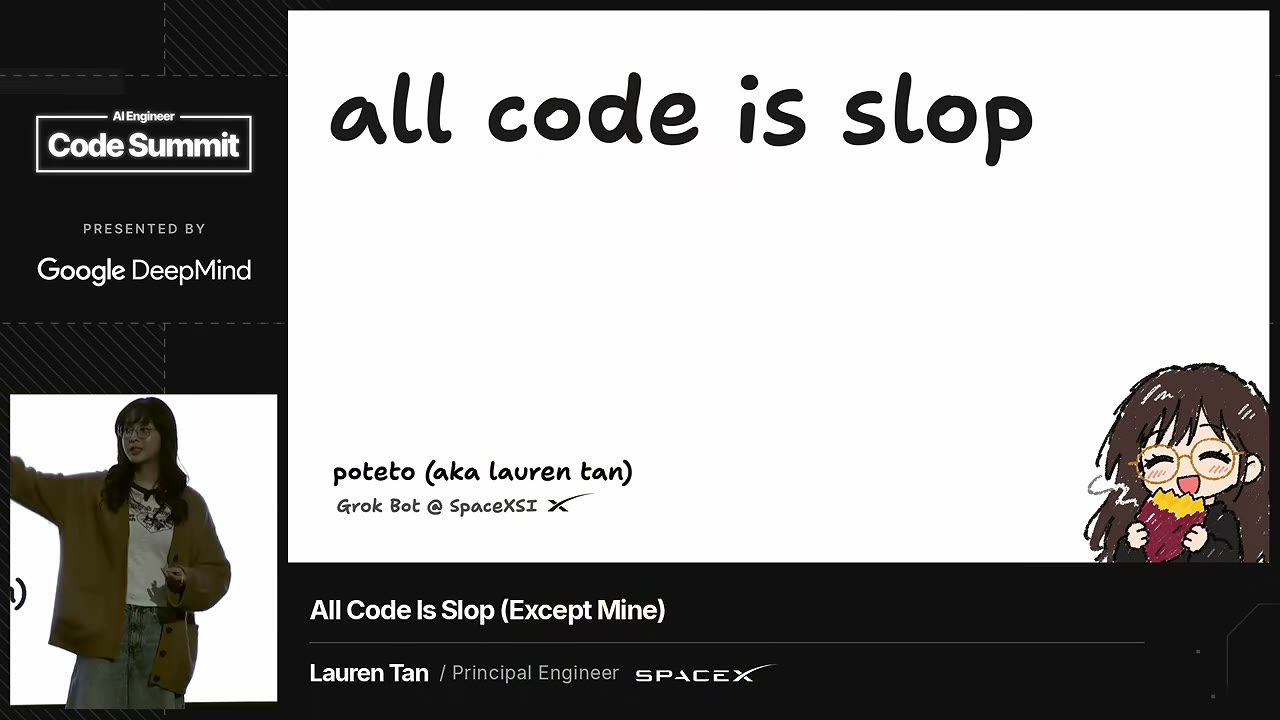 AI Engineer
Code Summit
PRESENTED BY
Google DeepMind
all code is slop
poteto (aka lauren tan)
Grok Bot @ SpaceXSI
All Code Is Slop (Except Mine)
Lauren Tan / Principal Engineer SPACEX